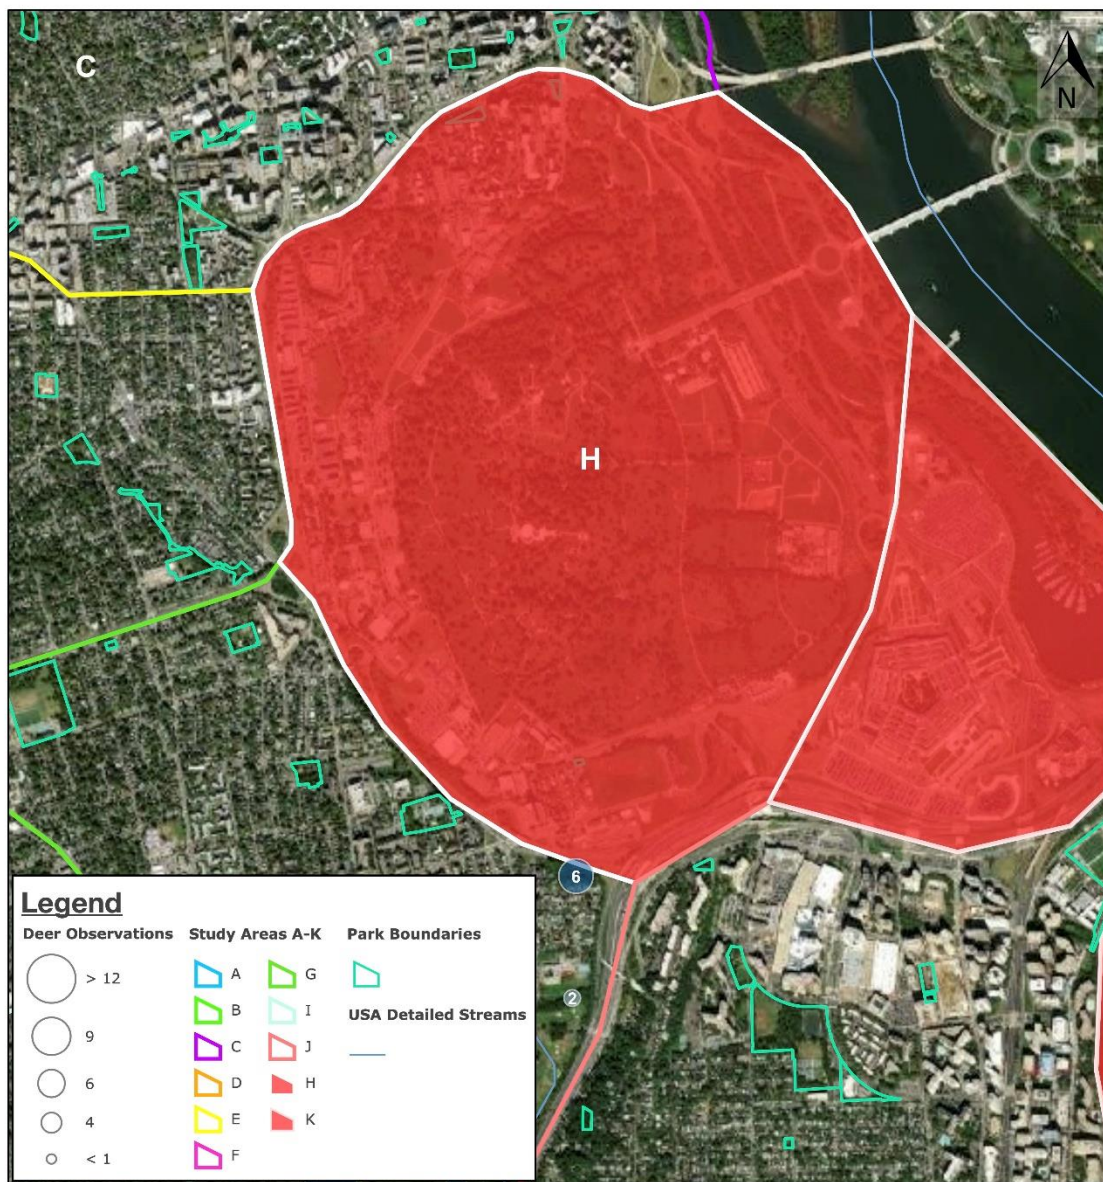 C
N
H
6
2
Legend
Deer Observations
> 12
9
6
4
< 1
Study Areas A-K
A
B
C
D
E
F
G
I
J
H
K
Park Boundaries
USA Detailed Streams